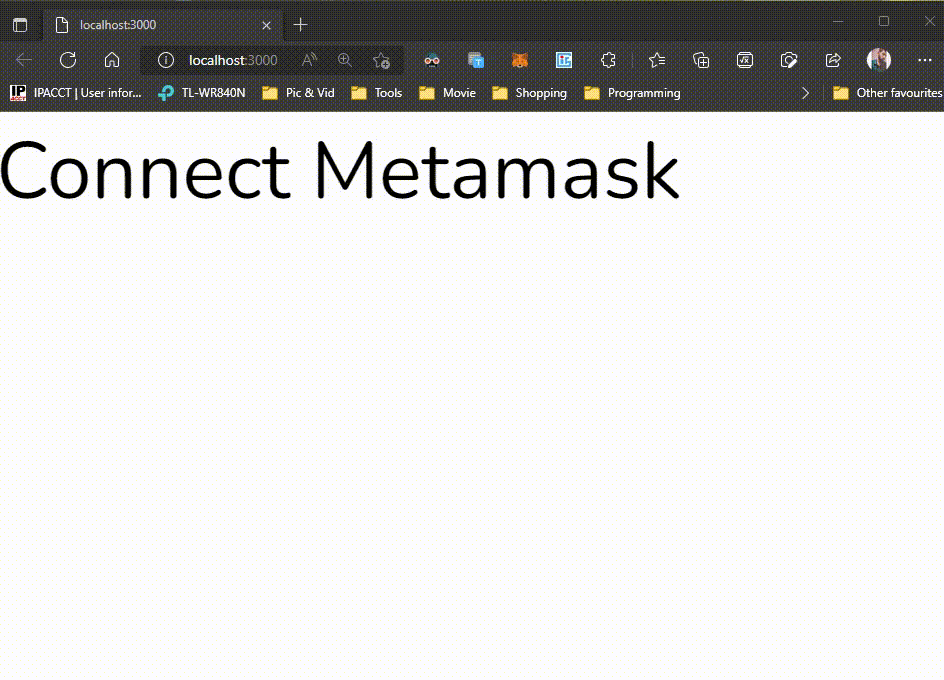 localhost:3000
localhost:3000
IPACCT | User infor... TL-WR840N Pic & Vid Tools Movie Shopping Programming Other favourites
Connect Metamask